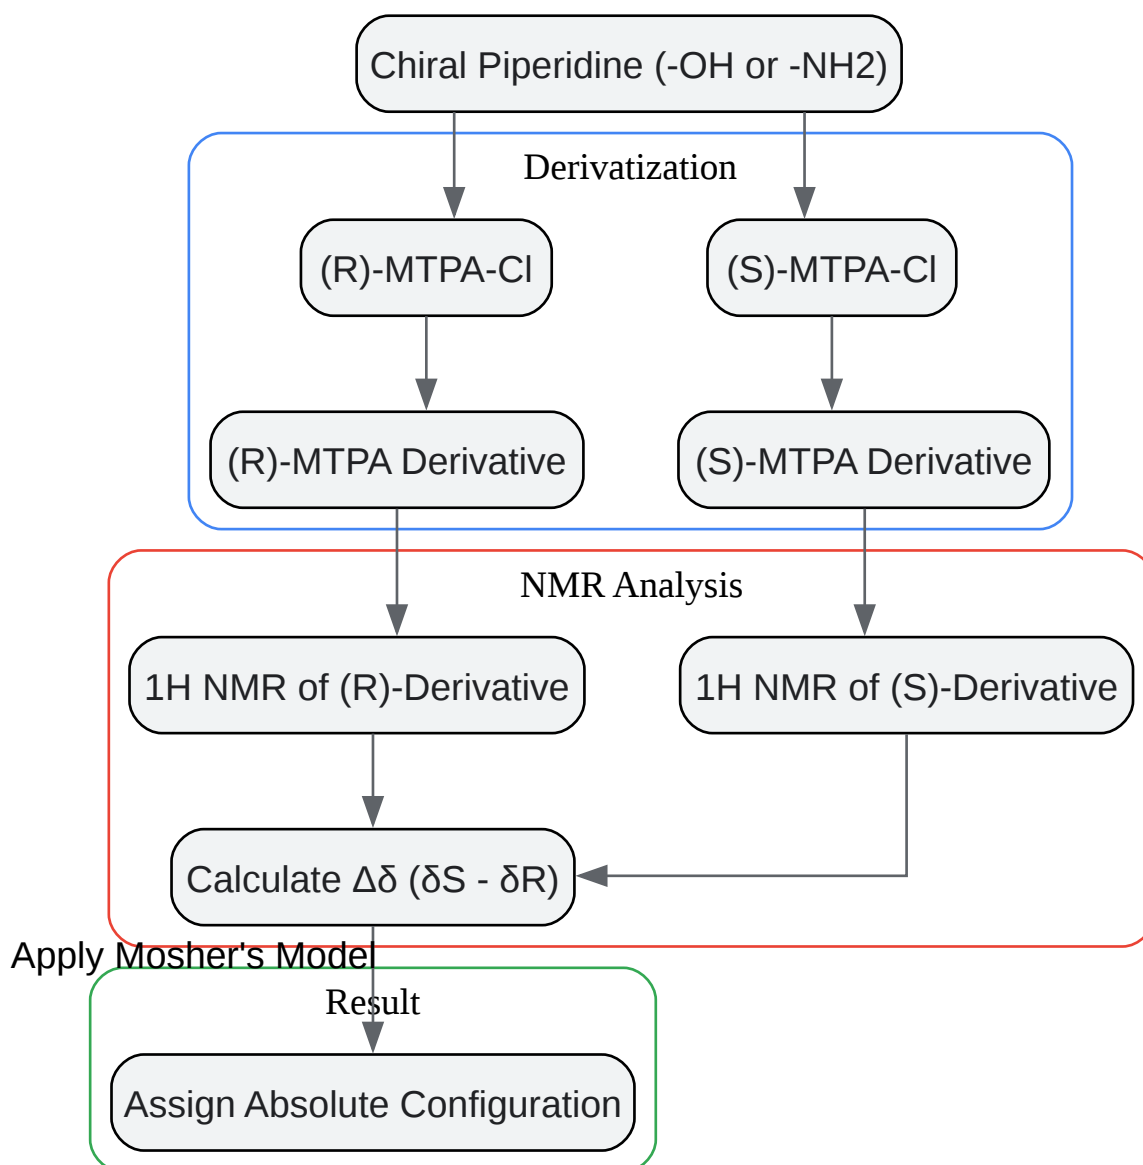 Chiral Piperidine (-OH or -NH2)
Derivatization
(R)-MTPA-Cl
(S)-MTPA-Cl
(R)-MTPA Derivative
(S)-MTPA Derivative
NMR Analysis
1H NMR of (R)-Derivative
1H NMR of (S)-Derivative
Calculate Δδ (δS - δR)
Apply Mosher's Model
Result
Assign Absolute Configuration